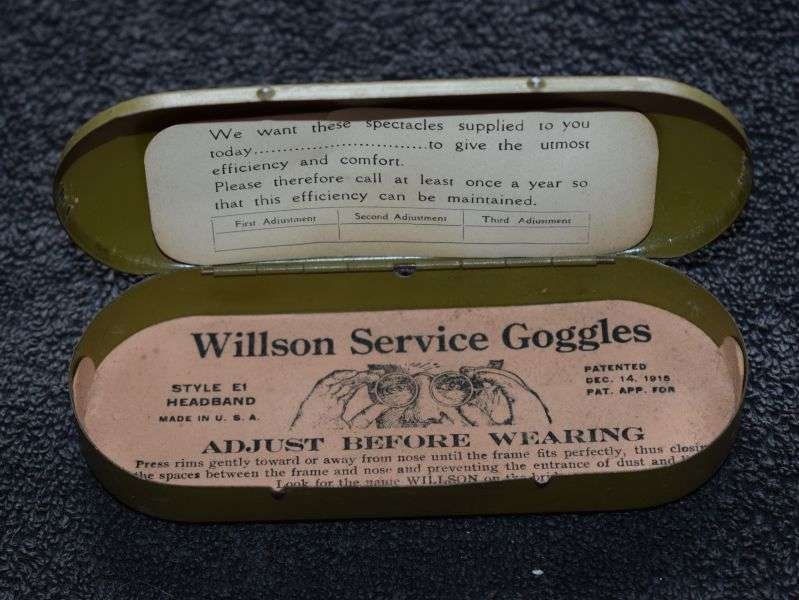 We want these spectacles supplied to you
today..............................to give the utmost
efficiency and comfort.
Please therefore call at least once a year so
that this efficiency can be maintained.
First Adjustment Second Adjustment Third Adjustment
Willson Service Goggles
STYLE E1
HEADBAND
MADE IN U. S. A.
PATENTED
DEC. 14, 1915
PAT. APP. FOR
ADJUST BEFORE WEARING
Press rims gently toward or away from nose until the frame fits perfectly, thus closin
the spaces between the frame and nose and preventing the entrance of dust and
Look for the name WILLSON on the